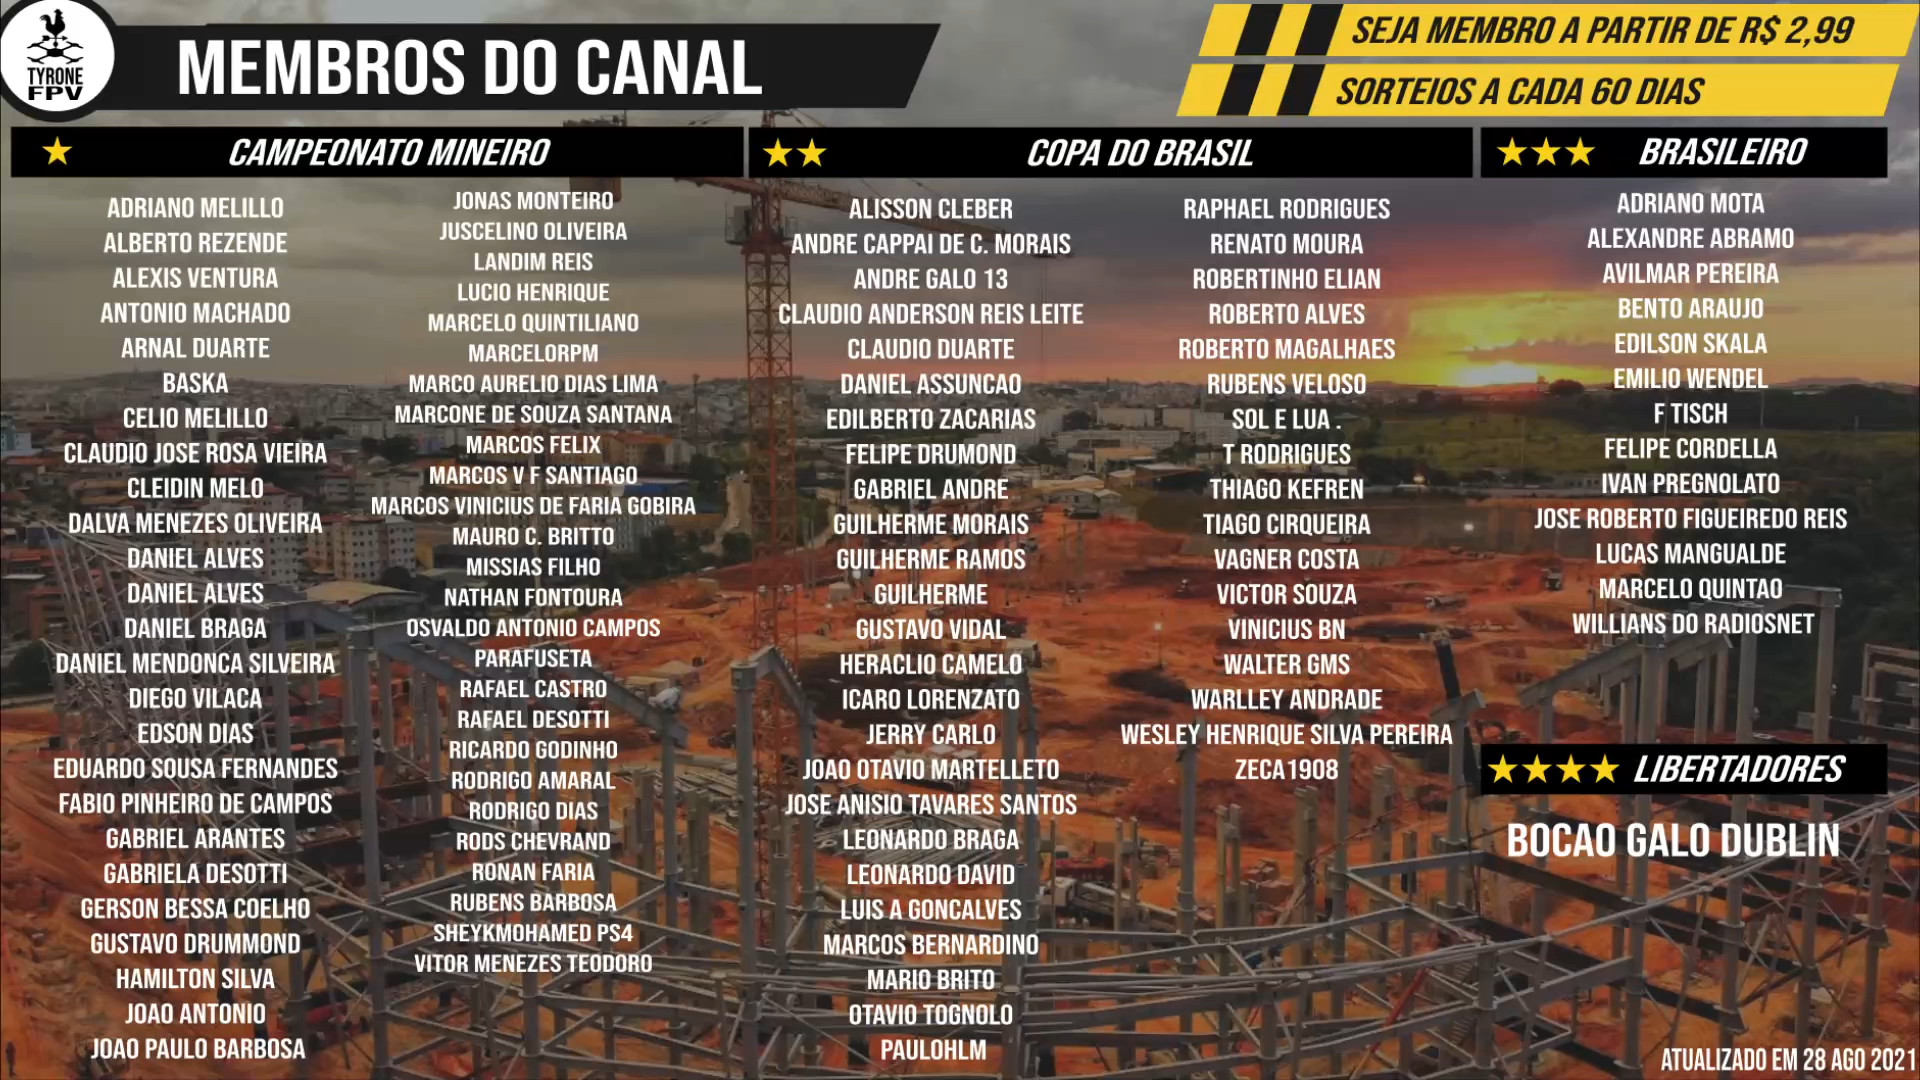 TYRONE
FPV
MEMBROS DO CANAL
SEJA MEMBRO A PARTIR DE R$ 2,99
SORTEIOS A CADA 60 DIAS
CAMPEONATO MINEIRO
ADRIANO MELILLO
ALBERTO REZENDE
ALEXIS VENTURA
ANTONIO MACHADO
ARNAL DUARTE
BASKA
CELIO MELILLO
CLAUDIO JOSE ROSA VIEIRA
CLEIDIN MELO
DALVA MENEZES OLIVEIRA
DANIEL ALVES
DANIEL ALVES
DANIEL BRAGA
DANIEL MENDONCA SILVEIRA
DIEGO VILACA
EDSON DIAS
EDUARDO SOUSA FERNANDES
FABIO PINHEIRO DE CAMPOS
GABRIEL ARANTES
GABRIELA DESOTTI
GERSON BESSA COELHO
GUSTAVO DRUMMOND
HAMILTON SILVA
JOAO ANTONIO
JOAO PAULO BARBOSA
JONAS MONTEIRO
JUSCELINO OLIVEIRA
LANDIM REIS
LUCIO HENRIQUE
MARCELO QUINTILIANO
MARCELORPM
MARCO AURELIO DIAS LIMA
MARCONE DE SOUZA SANTANA
MARCOS FELIX
MARCOS V F SANTIAGO
MARCOS VINICIUS DE FARIA GOBIRA
MAURO C. BRITTO
MISSIAS FILHO
NATHAN FONTOURA
OSVALDO ANTONIO CAMPOS
PARAFUSETA
RAFAEL CASTRO
RAFAEL DESOTTI
RICARDO GODINHO
RODRIGO AMARAL
RODRIGO DIAS
RODS CHEVRAND
RONAN FARIA
RUBENS BARBOSA
SHEYKMOHAMED PS4
VITOR MENEZES TEODORO
COPA DO BRASIL
ALISSON CLEBER
ANDRE CAPPAI DE C. MORAIS
ANDRE GALO 13
CLAUDIO ANDERSON REIS LEITE
CLAUDIO DUARTE
DANIEL ASSUNCAO
EDILBERTO ZACARIAS
FELIPE DRUMOND
GABRIEL ANDRE
GUILHERME MORAIS
GUILHERME RAMOS
GUILHERME
GUSTAVO VIDAL
HERACLIO CAMELO
ICARO LORENZATO
JERRY CARLO
JOAO OTAVIO MARTELLETO
JOSE ANISIO TAVARES SANTOS
LEONARDO BRAGA
LEONARDO DAVID
LUIS A GONCALVES
MARCOS BERNARDINO
MARIO BRITO
OTAVIO TOGNOLO
PAULOHLM
RAPHAEL RODRIGUES
RENATO MOURA
ROBERTINHO ELIAN
ROBERTO ALVES
ROBERTO MAGALHAES
RUBENS VELOSO
SOL E LUA .
T RODRIGUES
THIAGO KEFREN
TIAGO CIRQUEIRA
VAGNER COSTA
VICTOR SOUZA
VINICIUS BN
WALTER GMS
WARLLEY ANDRADE
WESLEY HENRIQUE SILVA PEREIRA
ZECA1908
BRASILEIRO
ADRIANO MOTA
ALEXANDRE ABRAMO
AVILMAR PEREIRA
BENTO ARAUJO
EDILSON SKALA
EMILIO WENDEL
F TISCH
FELIPE CORDELLA
IVAN PREGNOLATO
JOSE ROBERTO FIGUEIREDO REIS
LUCAS MANGUALDE
MARCELO QUINTAO
WILLIANS DO RADIOSNET
LIBERTADORES
BOCAO GALO DUBLIN
ATUALIZADO EM 28 AGO 2021